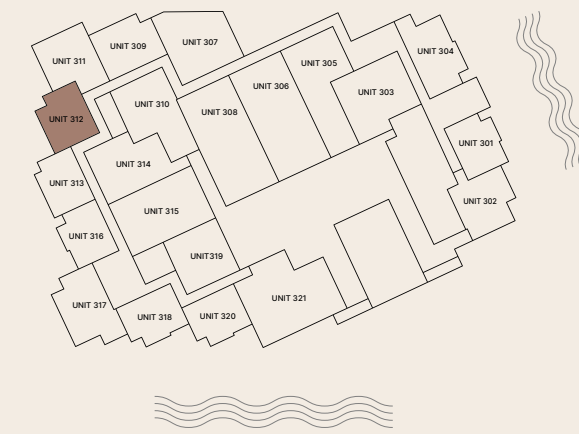 UNIT 307
UNIT 309
UNIT 311
UNIT 304
UNIT 305
UNIT 306
UNIT 303
UNIT 310
UNIT 308
UNIT 312
UNIT 301
UNIT 314
UNIT 313
UNIT 302
UNIT 315
UNIT 316
UNIT319
UNIT 321
UNIT 317
UNIT 318
UNIT 320